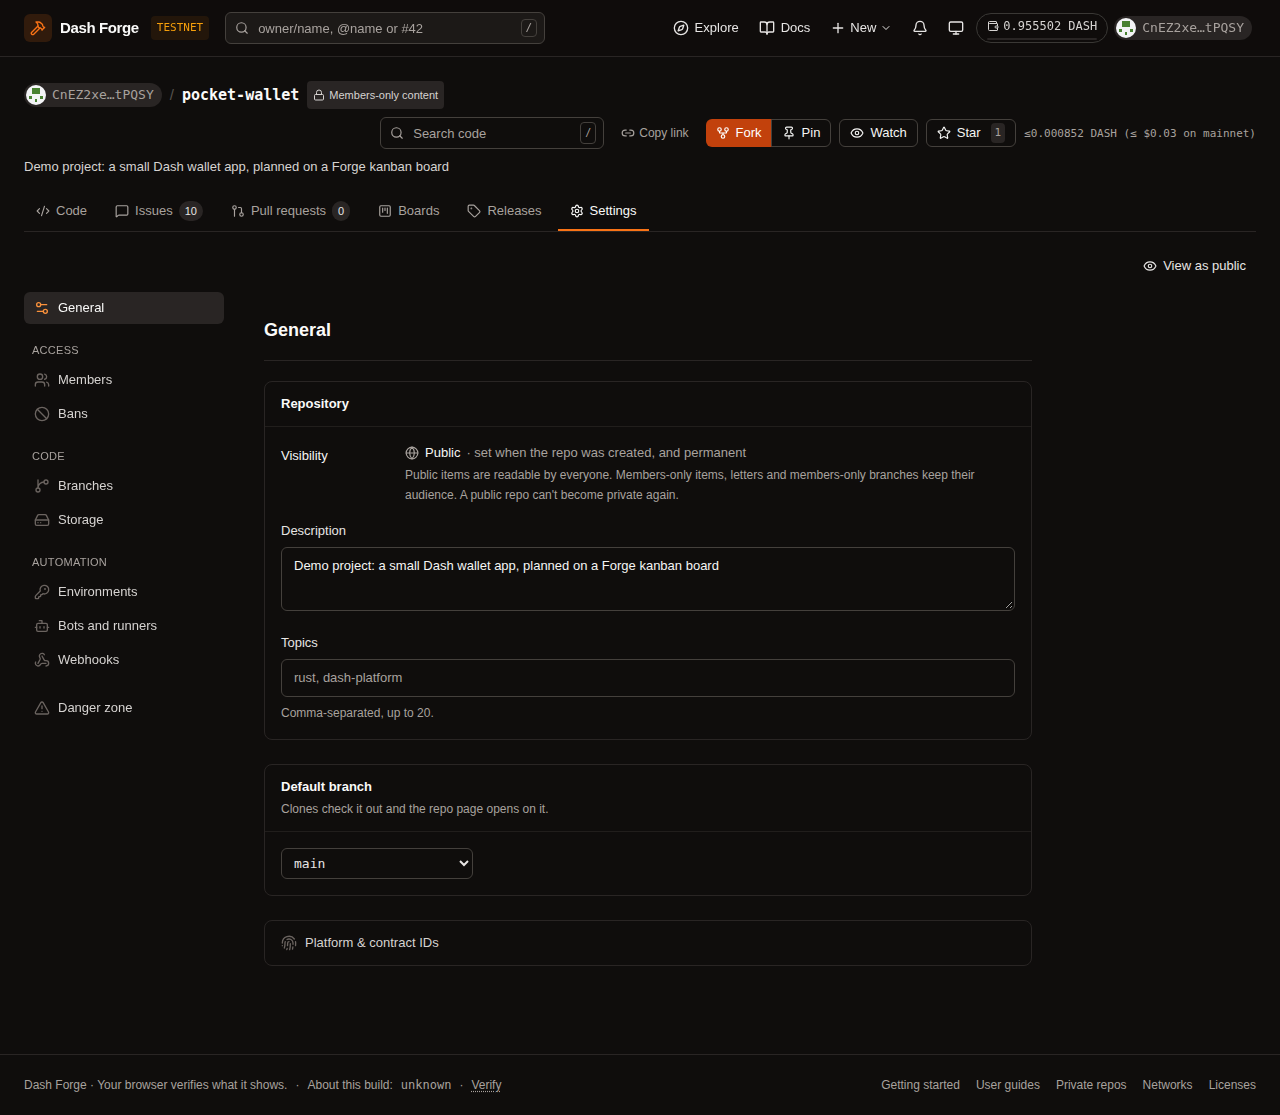 Dash Forge TESTNET owner/name, @name or #42 / Explore Docs New 0.955502 DASH CnEZ2xe…tPQSY
CnEZ2xe…tPQSY / pocket-wallet Members-only content
Search code / Copy link Fork Pin Watch Star 1 ≤0.000852 DASH (≤ $0.03 on mainnet)
Demo project: a small Dash wallet app, planned on a Forge kanban board
Code Issues 10 Pull requests 0 Boards Releases Settings
View as public
General
ACCESS
Members
Bans
CODE
Branches
Storage
AUTOMATION
Environments
Bots and runners
Webhooks
Danger zone
General
Repository
Visibility Public · set when the repo was created, and permanent
Public items are readable by everyone. Members-only items, letters and members-only branches keep their
audience. A public repo can't become private again.
Description
Demo project: a small Dash wallet app, planned on a Forge kanban board
Topics
rust, dash-platform
Comma-separated, up to 20.
Default branch
Clones check it out and the repo page opens on it.
main
Platform & contract IDs
Dash Forge · Your browser verifies what it shows. · About this build: unknown · Verify
Getting started User guides Private repos Networks Licenses